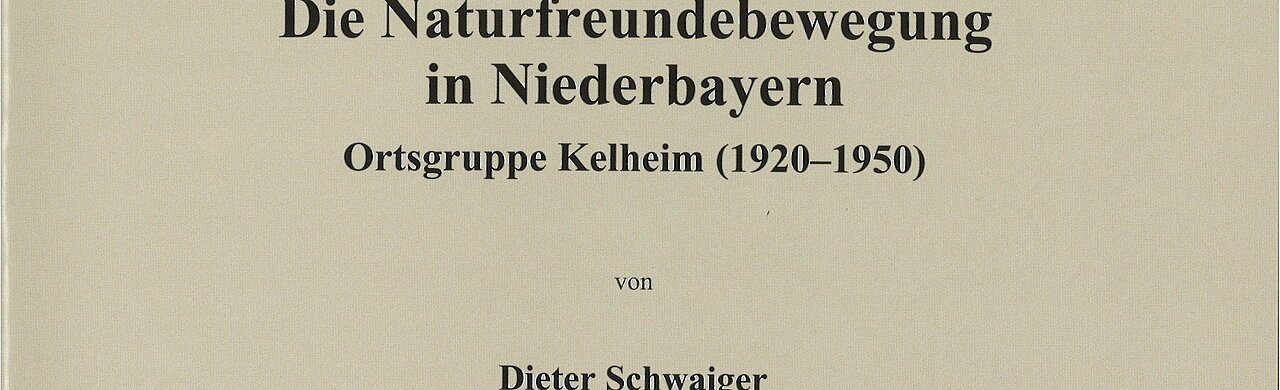 Die Naturfreundebewegung
in Niederbayern
Ortsgruppe Kelheim (1920–1950)
von
Dieter Schwaiger